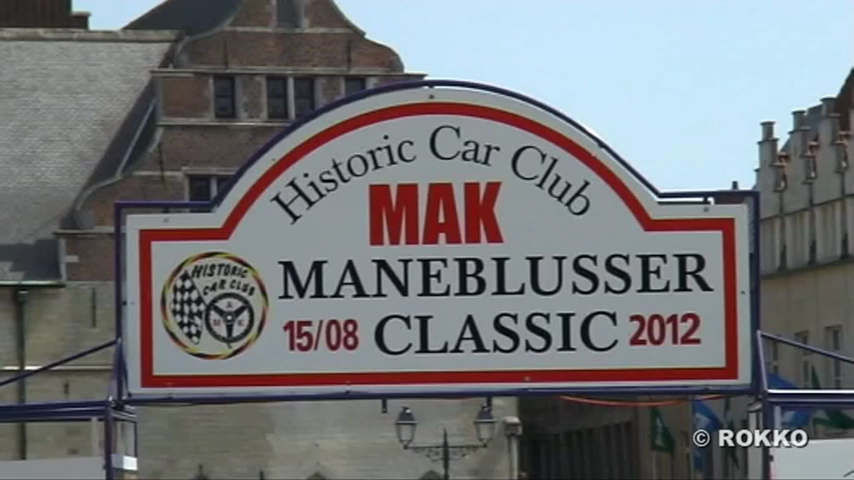 Historic Car Club
MAK
MANEBLUSSER
15/08 CLASSIC 2012
HISTORIC
CAR CLUB
A
M K
© ROKKO